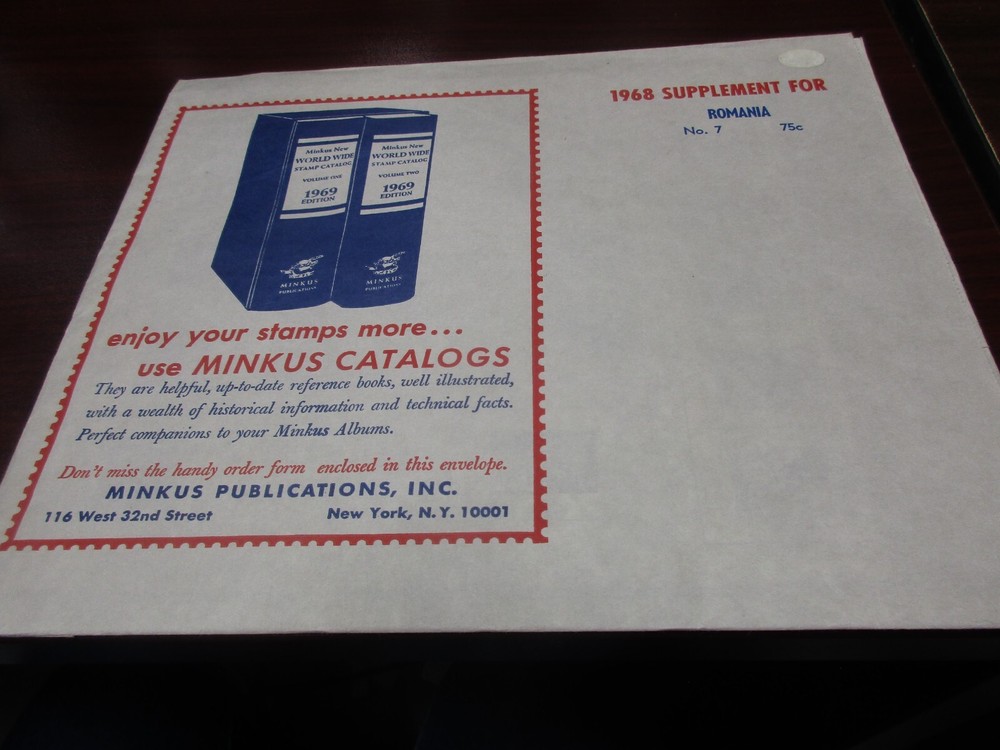 1968 SUPPLEMENT FOR
ROMANIA
No. 7 75c
Minkus New
WORLD WIDE
STAMP CATALOG
VOLUME ONE
1969
EDITION
MINKUS
PUBLICATIONS
Minkus New
WORLD WIDE
STAMP CATALOG
VOLUME TWO
1969
EDITION
MINKUS
PUBLICATIONS
enjoy your stamps more...
use MINKUS CATALOGS
They are helpful, up-to-date reference books, well illustrated,
with a wealth of historical information and technical facts.
Perfect companions to your Minkus Albums.
Don't miss the handy order form enclosed in this envelope.
MINKUS PUBLICATIONS, INC.
116 West 32nd Street New York, N.Y. 10001